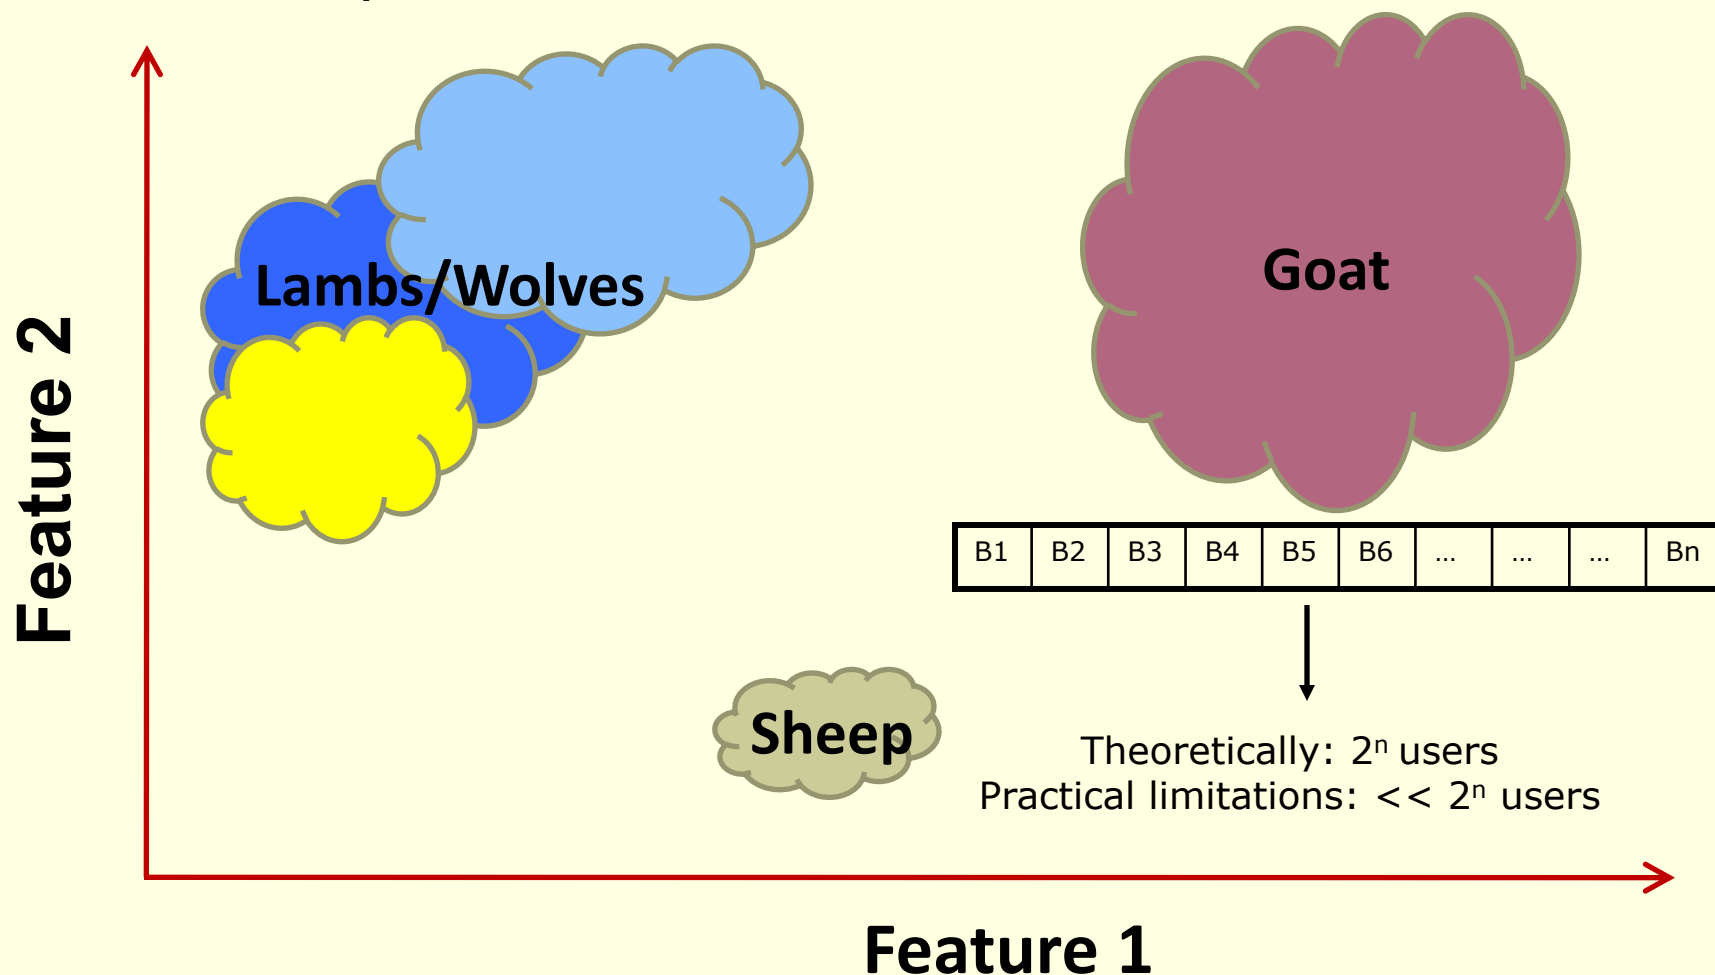 Feature 2
Lambs/Wolves
Goat
B1 B2 B3 B4 B5 B6 ... ... ... Bn
Sheep
Theoretically: 2ⁿ users
Practical limitations: << 2ⁿ users
Feature 1